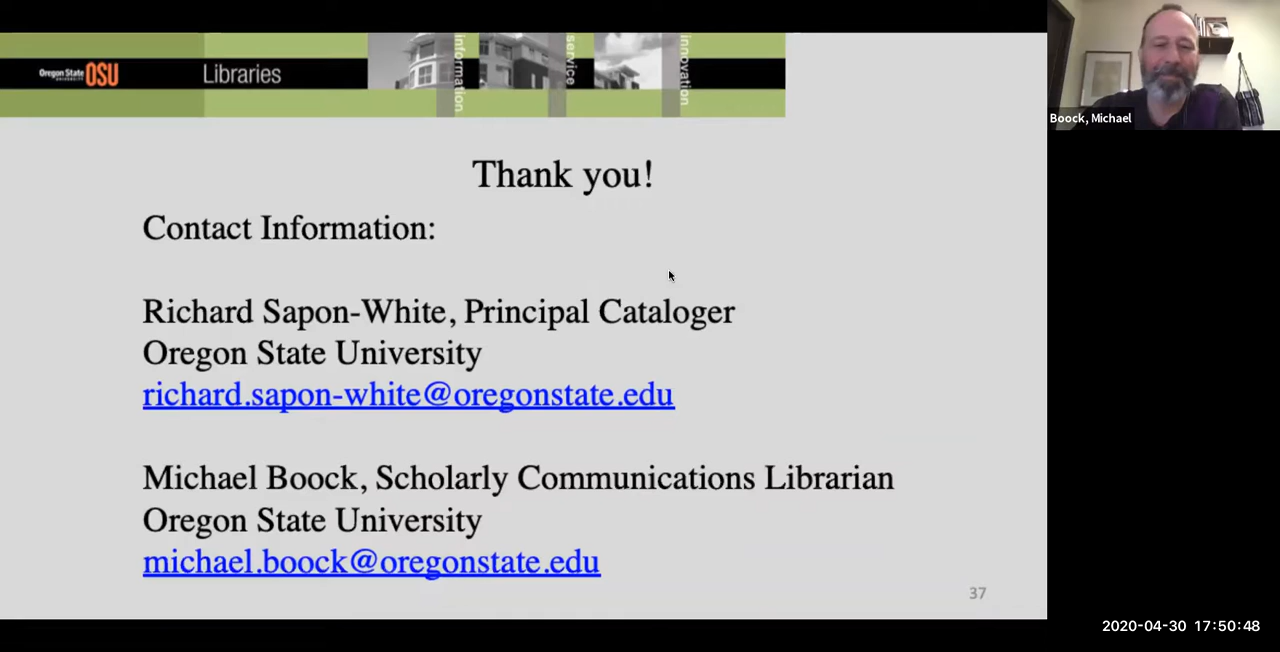 Oregon State
UNIVERSITY
OSU
Libraries
information
service
innovation
Boock, Michael
Thank you!
Contact Information:
Richard Sapon-White, Principal Cataloger
Oregon State University
richard.sapon-white@oregonstate.edu
Michael Boock, Scholarly Communications Librarian
Oregon State University
michael.boock@oregonstate.edu
37
2020-04-30 17:50:48